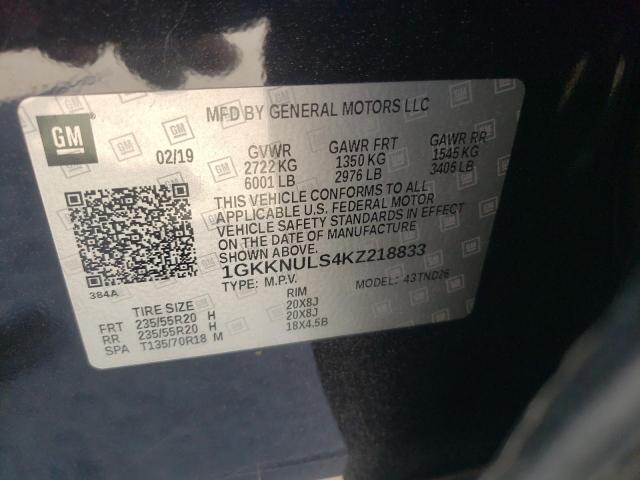 MFD BY GENERAL MOTORS LLC
GM
02/19
GVWR GAWR FRT GAWR RR
2722 KG 1350 KG 1545 KG
6001 LB 2976 LB 3405 LB
THIS VEHICLE CONFORMS TO ALL
APPLICABLE U.S. FEDERAL MOTOR
VEHICLE SAFETY STANDARDS IN EFFECT
ON THE DATE OF MANUFACTURE
1GKKNULS4KZ218833
TYPE: M.P.V. MODEL: 43TND26
384A
TIRE SIZE RIM
FRT 235/55R20 H 20X8J
RR 235/55R20 H 20X8J
SPA T135/70R18 M 18X4.5B